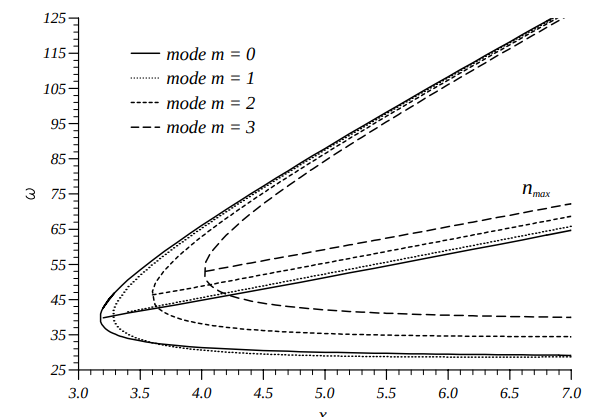 125
115
mode m = 0
105
mode m = 1
mode m = 2
95
mode m = 3
85
75
ω
n_max
65
55
45
35
25
3.0 3.5 4.0 4.5 5.0 5.5 6.0 6.5 7.0
x